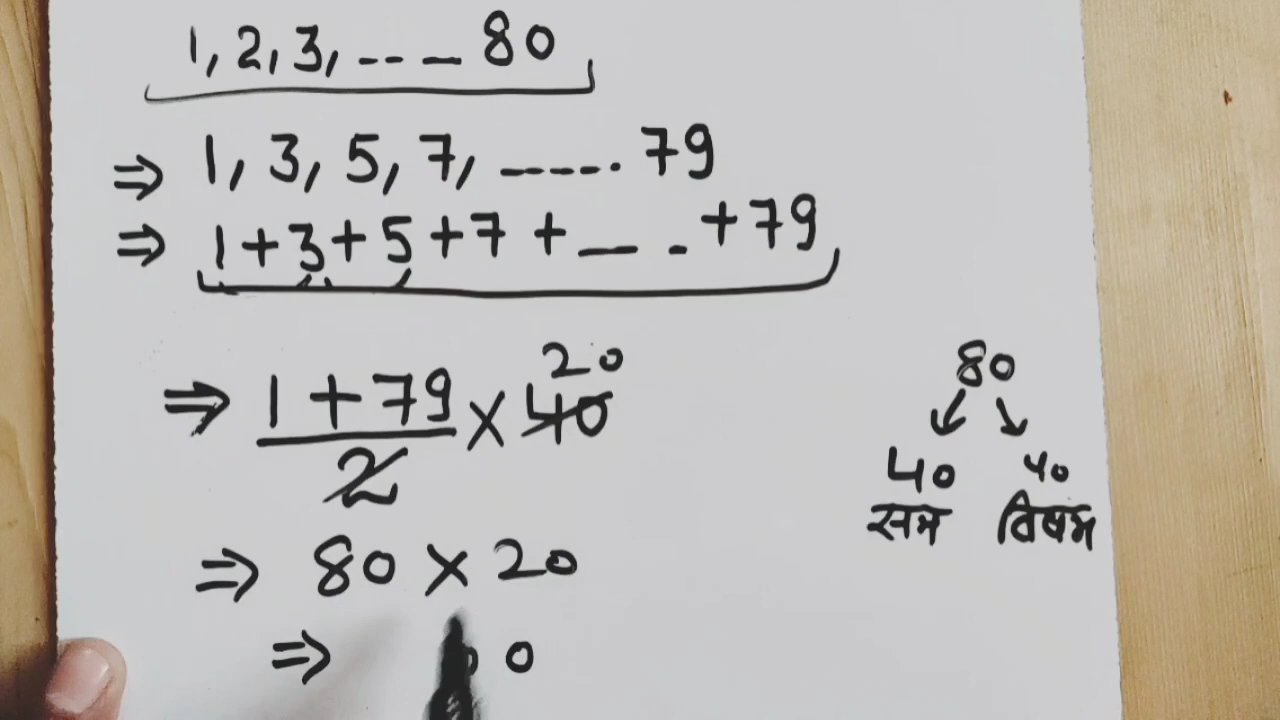 1, 2, 3, - - - 80
⇒ 1, 3, 5, 7, ------. 79
⇒ 1 + 3 + 5 + 7 + - - . + 79
20
⇒ 1 + 79 / 2 × 40
80
40 40
सम विषम
⇒ 80 × 20
⇒ 0